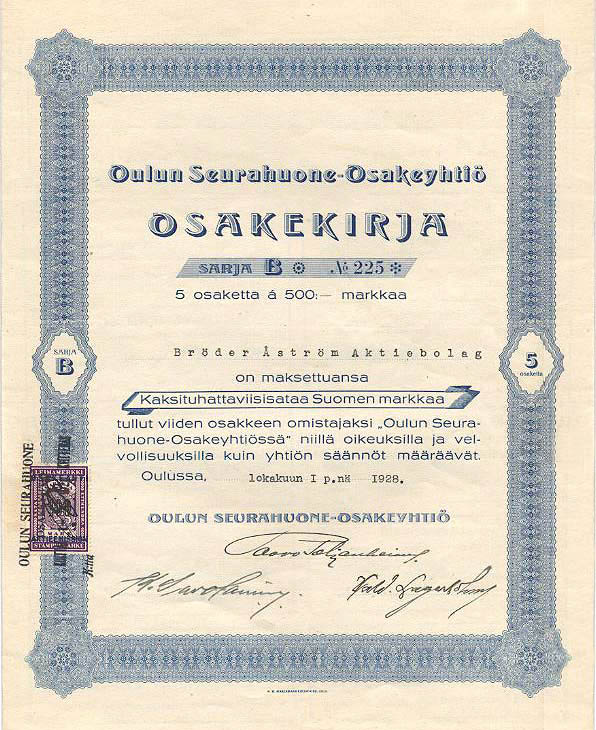 Oulun Seurahuone-Osakeyhtiö
OSAKEKIRJA
SARJA B № 225
5 osaketta á 500:— markkaa
Bröder Åström Aktiebolag
SARJA
B
5
osaketta
on maksettuansa
Kaksituhattaviisisataa Suomen markkaa
tullut viiden osakkeen omistajaksi „Oulun Seura-
huone-Osakeyhtiössä" niillä oikeuksilla ja vel-
vollisuuksilla kuin yhtiön säännöt määräävät.
Oulussa, lokakuun I p.nä 1928.
OULUN SEURAHUONE-OSAKEYHTIÖ
OULUN SEURAHUONE
LEIMAMERKKI